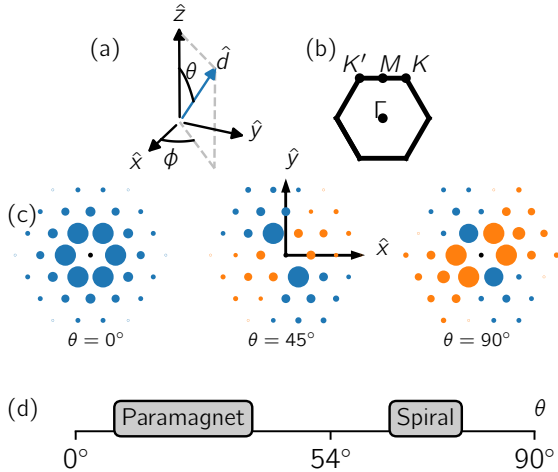 (a)
ẑ
d̂
θ
ŷ
x̂
ϕ
(b)
K′ M K
Γ
(c)
ŷ
x̂
θ = 0°
θ = 45°
θ = 90°
(d)
Paramagnet
Spiral
θ
0°
54°
90°